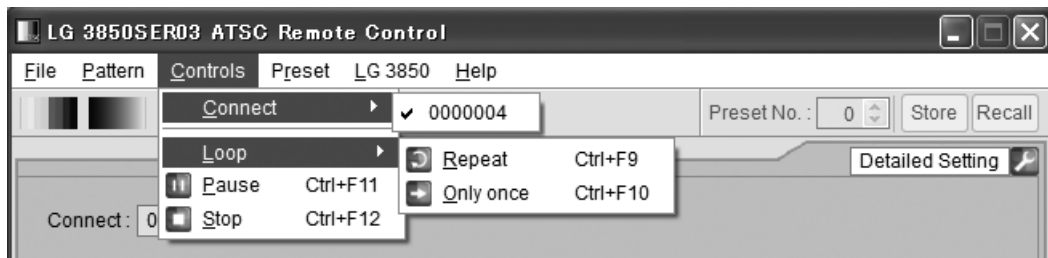 LG 3850SER03 ATSC Remote Control
File Pattern Controls Preset LG 3850 Help
Connect 0000004 Preset No. : 0 Store Recall
Loop Repeat Ctrl+F9 Detailed Setting
Pause Ctrl+F11 Only once Ctrl+F10
Connect : 0 Stop Ctrl+F12